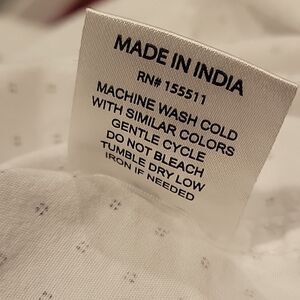 MADE IN INDIA
RN# 155511
MACHINE WASH COLD
WITH SIMILAR COLORS
GENTLE CYCLE
DO NOT BLEACH
TUMBLE DRY LOW
IRON IF NEEDED